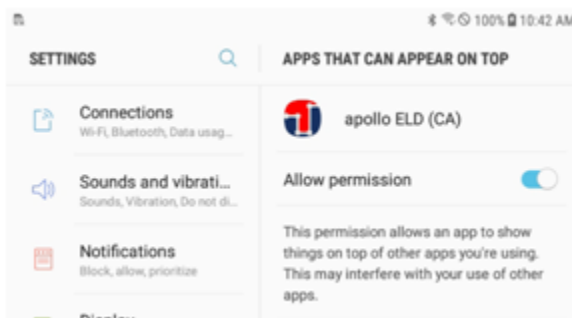 100% 10:42 AM
SETTINGS
Connections
Wi-Fi, Bluetooth, Data usag...
Sounds and vibrati...
Sounds, Vibration, Do not di...
Notifications
Block, allow, prioritize
Display
APPS THAT CAN APPEAR ON TOP
apollo ELD (CA)
Allow permission
This permission allows an app to show
things on top of other apps you're using.
This may interfere with your use of other
apps.